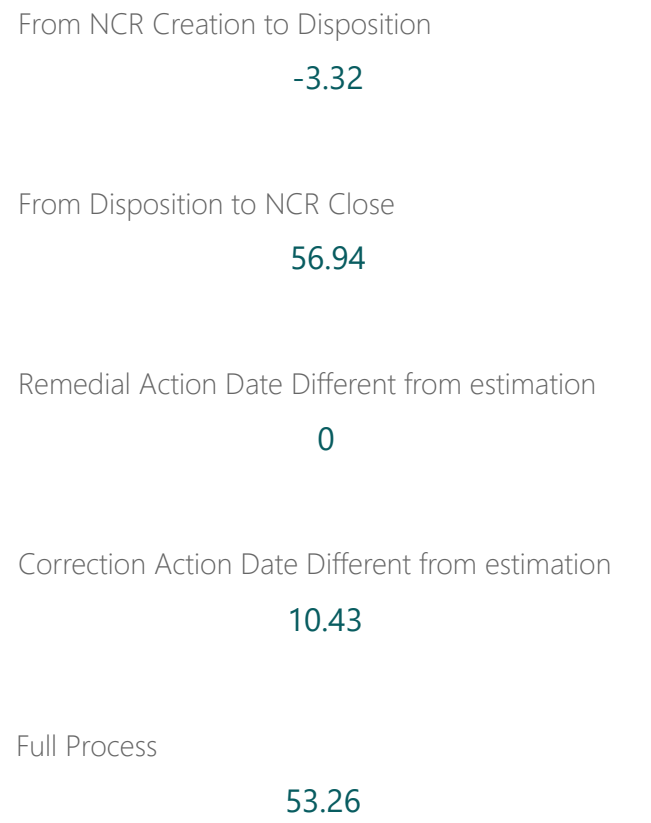 From NCR Creation to Disposition
-3.32
From Disposition to NCR Close
56.94
Remedial Action Date Different from estimation
0
Correction Action Date Different from estimation
10.43
Full Process
53.26